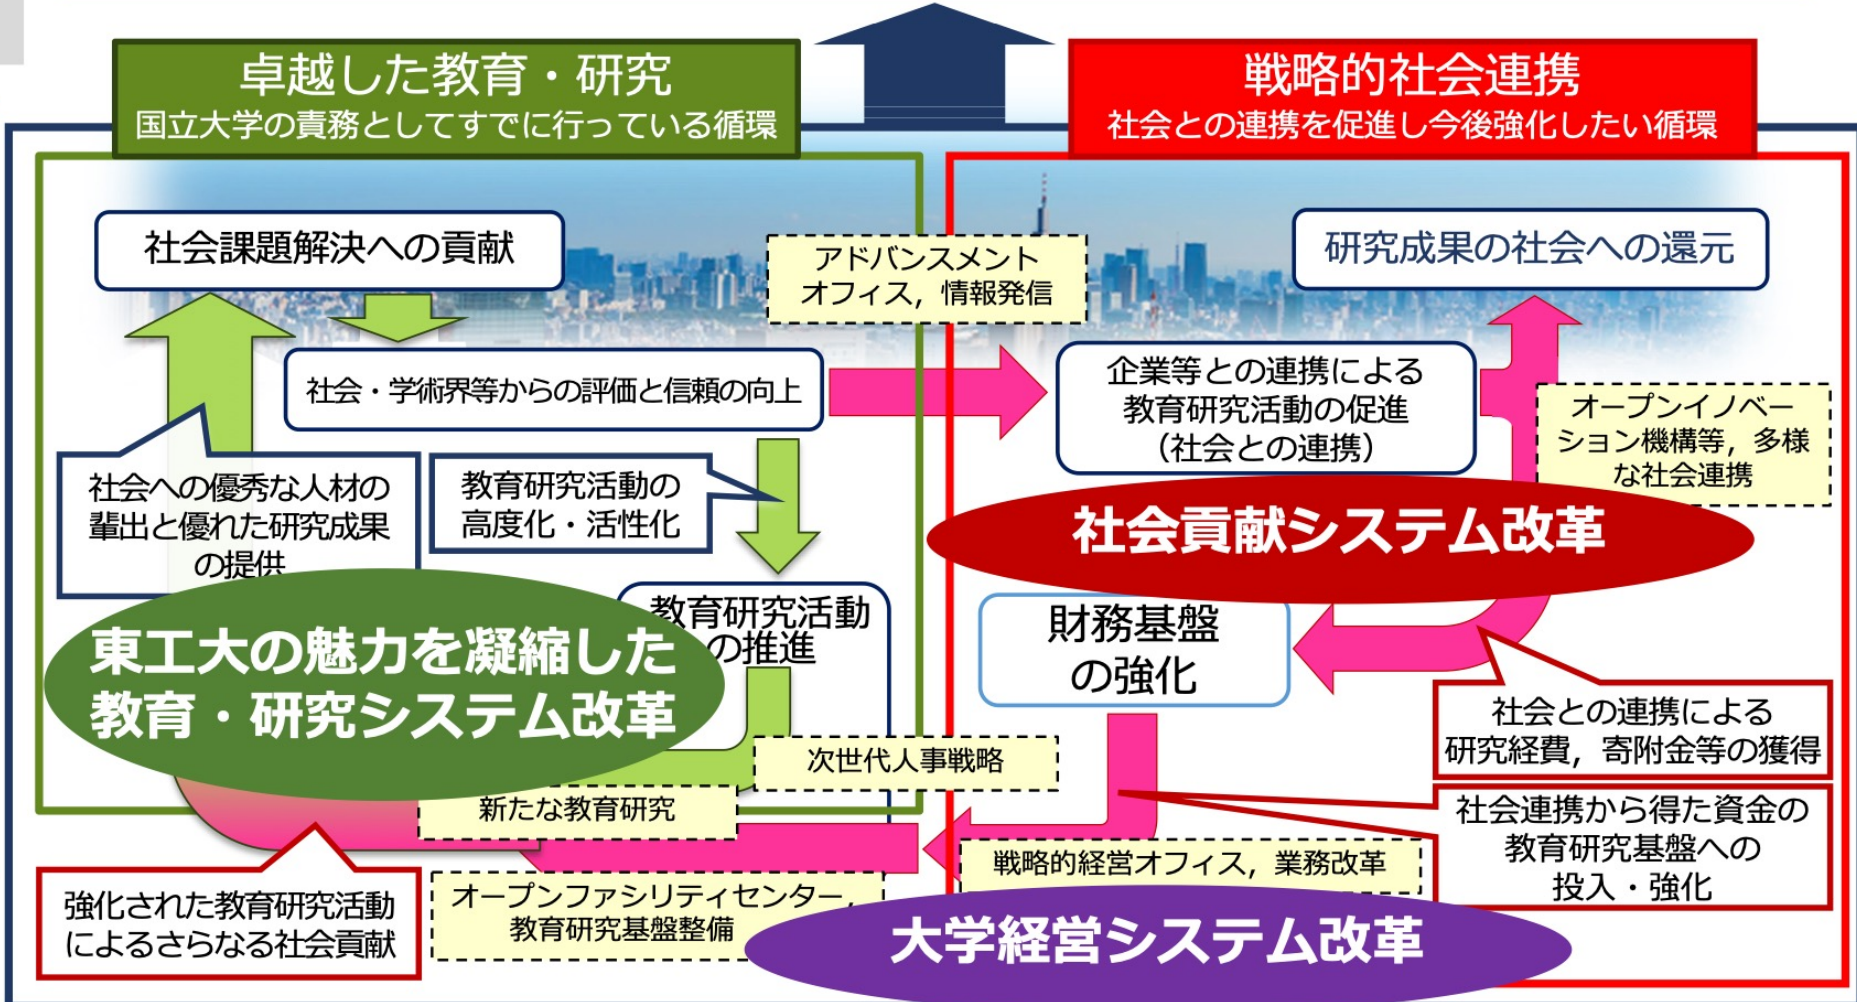 卓越した教育・研究
国立大学の責務としてすでに行っている循環
戦略的社会連携
社会との連携を促進し今後強化したい循環
社会課題解決への貢献
アドバンスメント
オフィス，情報発信
研究成果の社会への還元
社会・学術界等からの評価と信頼の向上
企業等との連携による
教育研究活動の促進
（社会との連携）
オープンイノベー
ション機構等，多様
な社会連携
社会への優秀な人材の
輩出と優れた研究成果
の提供
教育研究活動の
高度化・活性化
社会貢献システム改革
教育研究活動
の推進
財務基盤
の強化
東工大の魅力を凝縮した
教育・研究システム改革
社会との連携による
研究経費，寄附金等の獲得
次世代人事戦略
新たな教育研究
社会連携から得た資金の
教育研究基盤への
投入・強化
戦略的経営オフィス，業務改革
強化された教育研究活動
によるさらなる社会貢献
オープンファシリティセンター，
教育研究基盤整備
大学経営システム改革